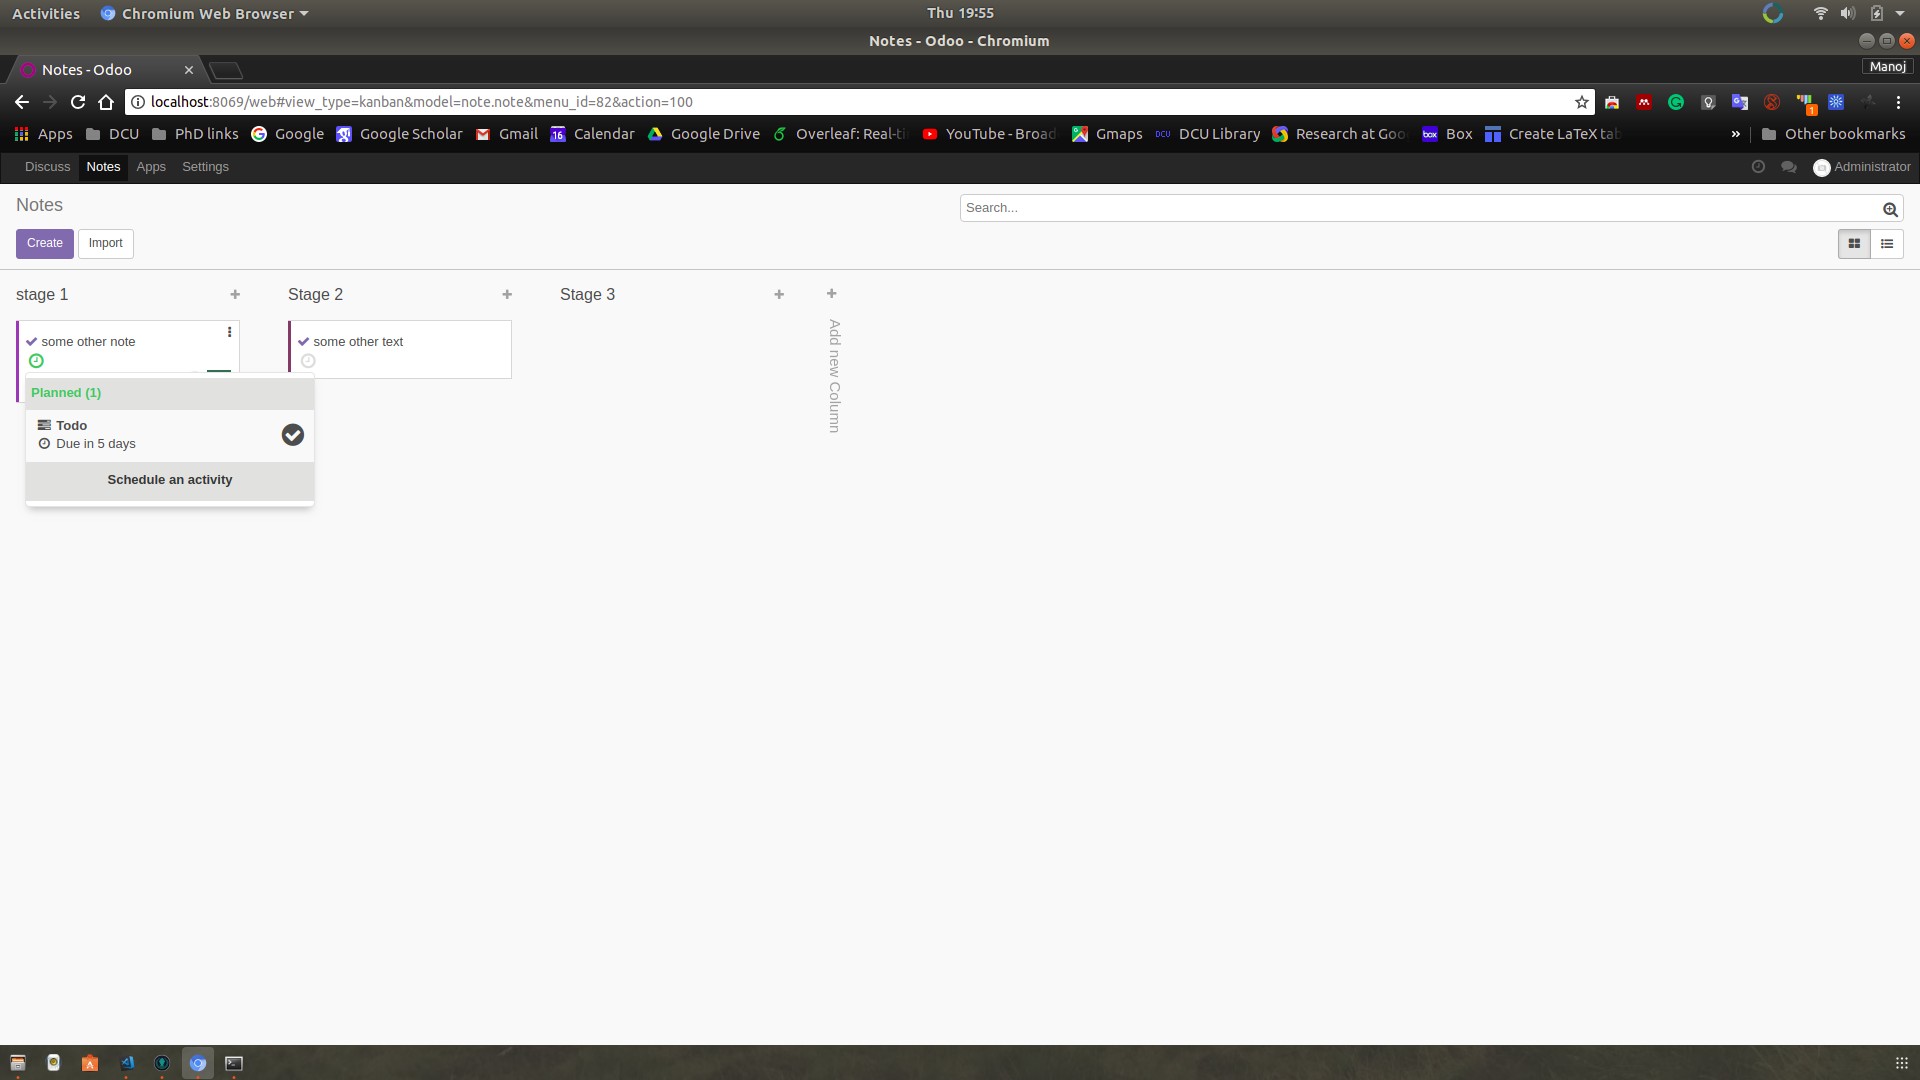 Activities Chromium Web Browser Thu 19:55
Notes - Odoo - Chromium
Notes - Odoo Manoj
localhost:8069/web#view_type=kanban&model=note.note&menu_id=82&action=100
Apps DCU PhD links Google Google Scholar Gmail 16 Calendar Google Drive Overleaf: Real-ti YouTube - Broad Gmaps DCU DCU Library Research at Goo box Box Create LaTeX tab » Other bookmarks
Discuss Notes Apps Settings Administrator
Notes Search...
Create Import
stage 1 Stage 2 Stage 3
Add new Column
some other note some other text
Planned (1)
Todo
Due in 5 days
Schedule an activity